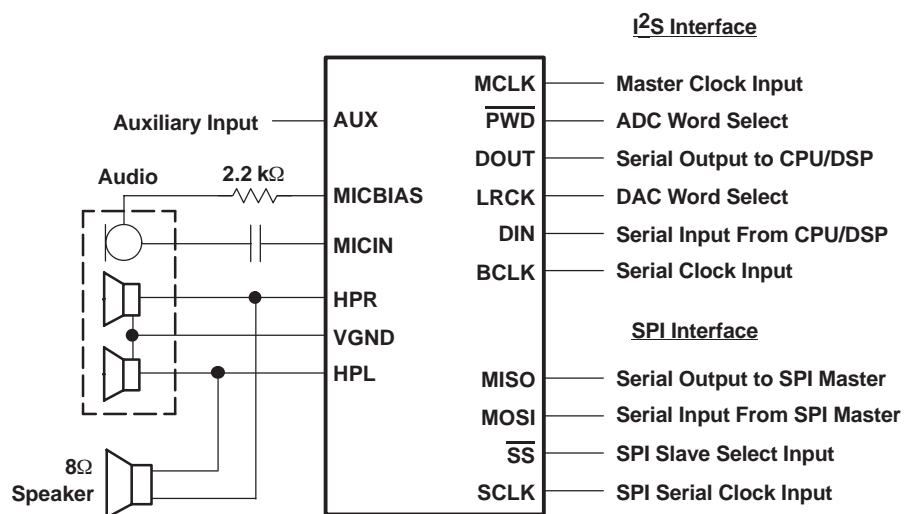 I2S Interface
MCLK Master Clock Input
Auxiliary Input AUX
PWD ADC Word Select
DOUT Serial Output to CPU/DSP
Audio 2.2 kΩ
MICBIAS
LRCK DAC Word Select
MICIN
DIN Serial Input From CPU/DSP
BCLK Serial Clock Input
HPR
VGND
SPI Interface
HPL
MISO Serial Output to SPI Master
MOSI Serial Input From SPI Master
SS SPI Slave Select Input
8Ω
Speaker
SCLK SPI Serial Clock Input